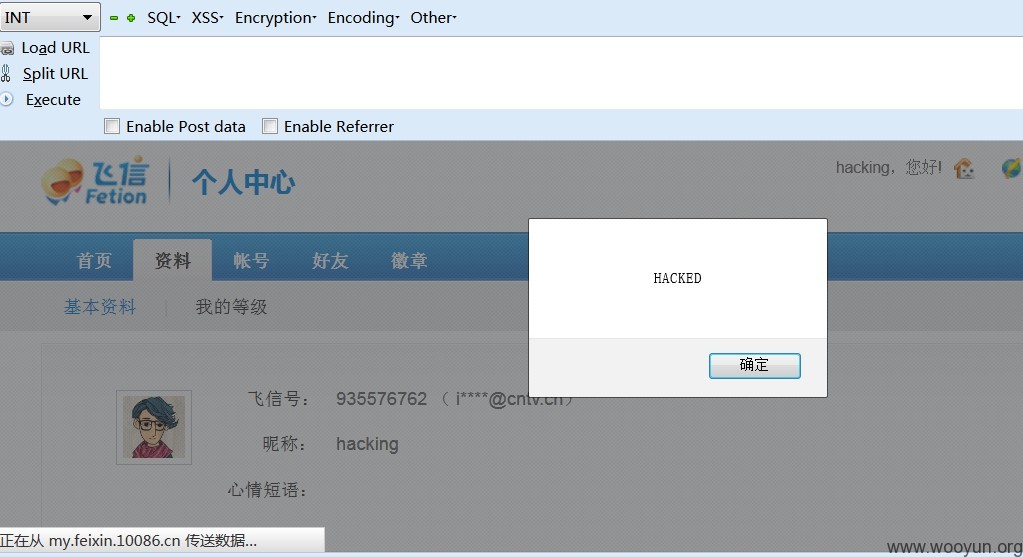 INT SQL XSS Encryption Encoding Other
Load URL
Split URL
Execute
Enable Post data Enable Referrer
飞信 Fetion 个人中心
hacking，您好!
首页 资料 帐号 好友 徽章
基本资料 我的等级
HACKED
确定
飞信号： 935576762 （ i****@cntv.cn）
昵称： hacking
心情短语：
正在从 my.feixin.10086.cn 传送数据...
www.wooyun.org